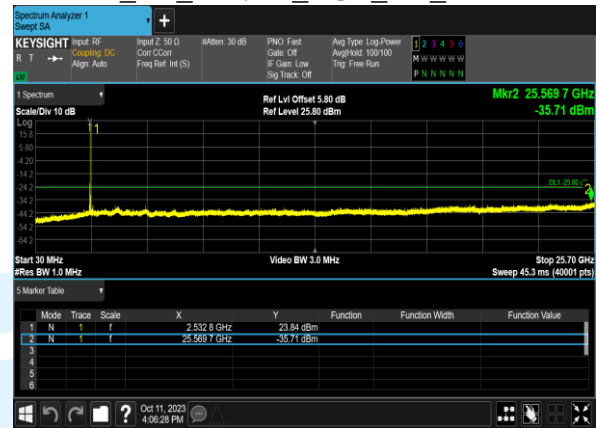 Spectrum Analyzer 1
Swept SA
+
KEYSIGHT Input: RF Input Z: 50 Ω #Atten: 30 dB PNO: Fast Avg Type: Log-Power 1 2 3 4 5 6
R T Coupling: DC Corr CCorr Gate: Off Avg|Hold: 100/100 M W W W W W
Align: Auto Freq Ref: Int (S) IF Gain: Low Trig: Free Run
Sig Track: Off P N N N N N
LV
1 Spectrum Ref Lvl Offset 5.80 dB Mkr2 25.569 7 GHz
Scale/Div 10 dB Ref Level 25.80 dBm -35.71 dBm
Log
15.8
5.80
-4.20
-14.2
-24.2
-34.2
-44.2
-54.2
-64.2
1
DL1 -25.00
2
Start 30 MHz Video BW 3.0 MHz Stop 25.70 GHz
#Res BW 1.0 MHz Sweep 45.3 ms (40001 pts)
5 Marker Table
Mode Trace Scale X Y Function Function Width Function Value
1 N 1 f 2.532 8 GHz 23.84 dBm
2 N 1 f 25.569 7 GHz -35.71 dBm
3
4
5
6
? Oct 11, 2023
4:06:28 PM